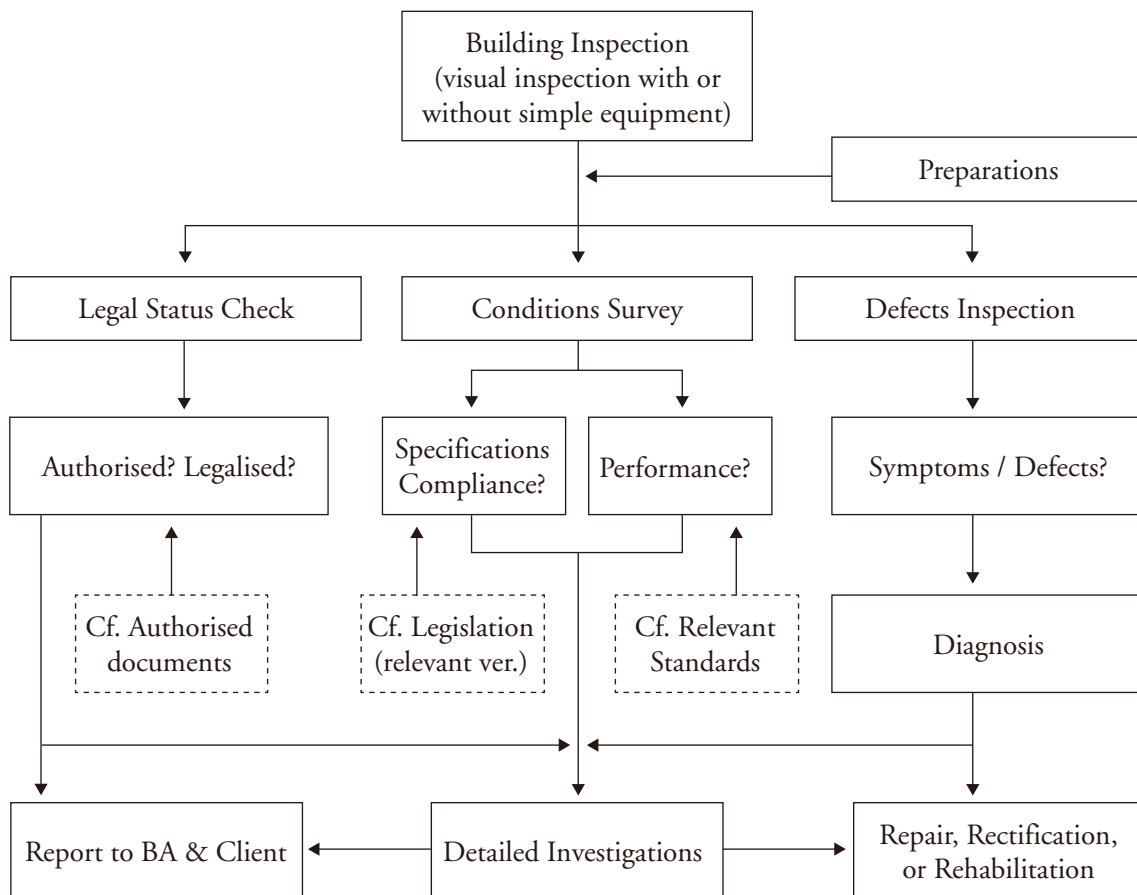 Building Inspection
(visual inspection with or
without simple equipment)
Preparations
Legal Status Check
Conditions Survey
Defects Inspection
Authorised? Legalised?
Specifications
Compliance?
Performance?
Symptoms / Defects?
Cf. Authorised
documents
Cf. Legislation
(relevant ver.)
Cf. Relevant
Standards
Diagnosis
Report to BA & Client
Detailed Investigations
Repair, Rectification,
or Rehabilitation